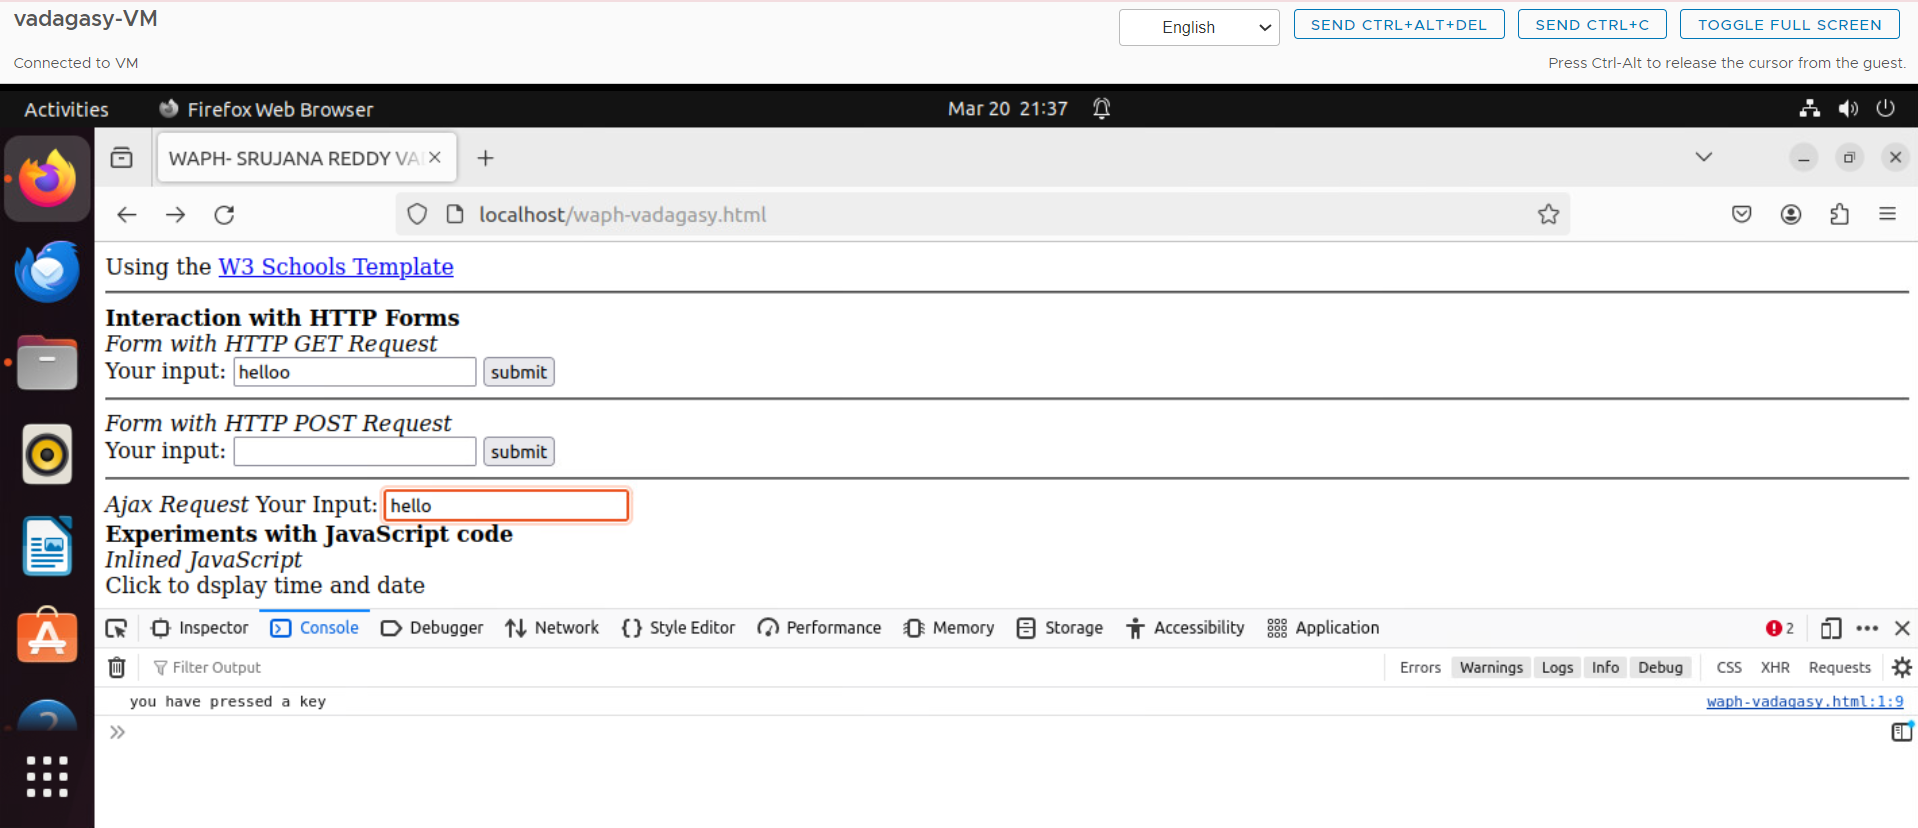 vadagasy-VM
English
SEND CTRL+ALT+DEL
SEND CTRL+C
TOGGLE FULL SCREEN
Connected to VM
Press Ctrl-Alt to release the cursor from the guest.
Activities
Firefox Web Browser
Mar 20 21:37
WAPH- SRUJANA REDDY VA
localhost/waph-vadagasy.html
Using the W3 Schools Template
Interaction with HTTP Forms
Form with HTTP GET Request
Your input: helloo submit
Form with HTTP POST Request
Your input: submit
Ajax Request Your Input: hello
Experiments with JavaScript code
Inlined JavaScript
Click to dsplay time and date
Inspector Console Debugger Network Style Editor Performance Memory Storage Accessibility Application 2
Filter Output Errors Warnings Logs Info Debug CSS XHR Requests
you have pressed a key waph-vadagasy.html:1:9